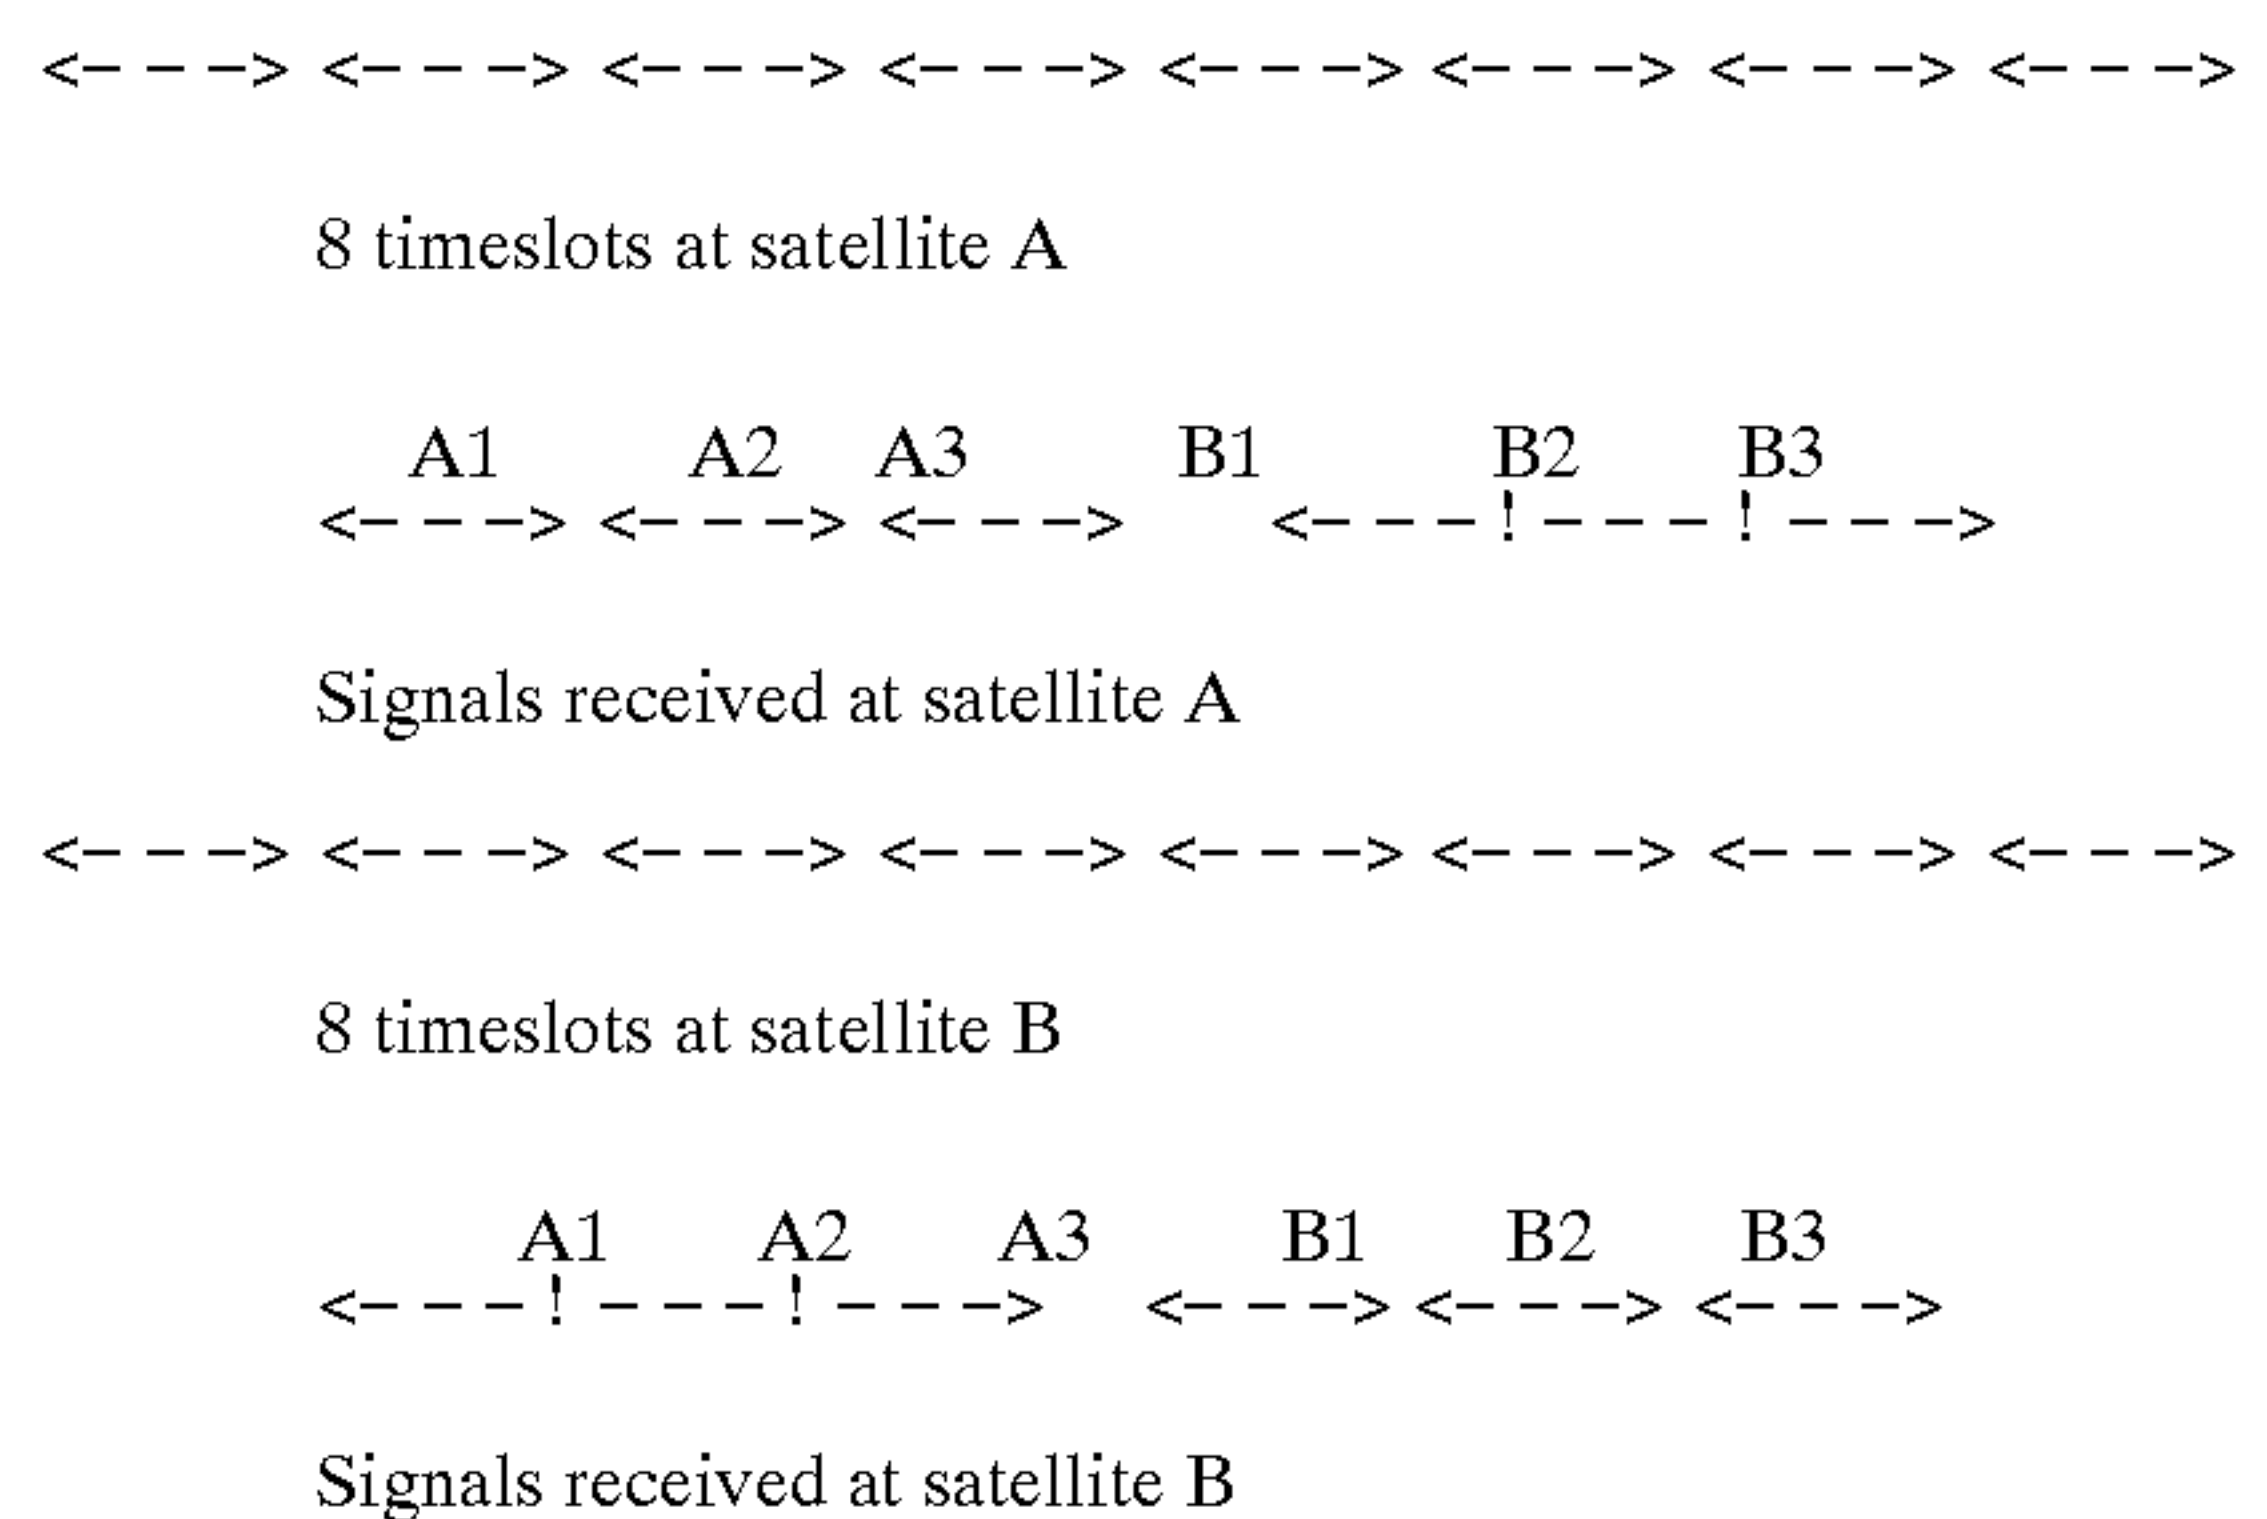 <- - -> <- - -> <- - -> <- - -> <- - -> <- - -> <- - -> <- - ->
8 timeslots at satellite A
A1 A2 A3 B1 B2 B3
<- - -> <- - -> <- - -> <- - -! - - -! - - ->
Signals received at satellite A
<- - -> <- - -> <- - -> <- - -> <- - -> <- - -> <- - -> <- - ->
8 timeslots at satellite B
A1 A2 A3 B1 B2 B3
<- - -! - - -! - - -> <- - -> <- - -> <- - ->
Signals received at satellite B